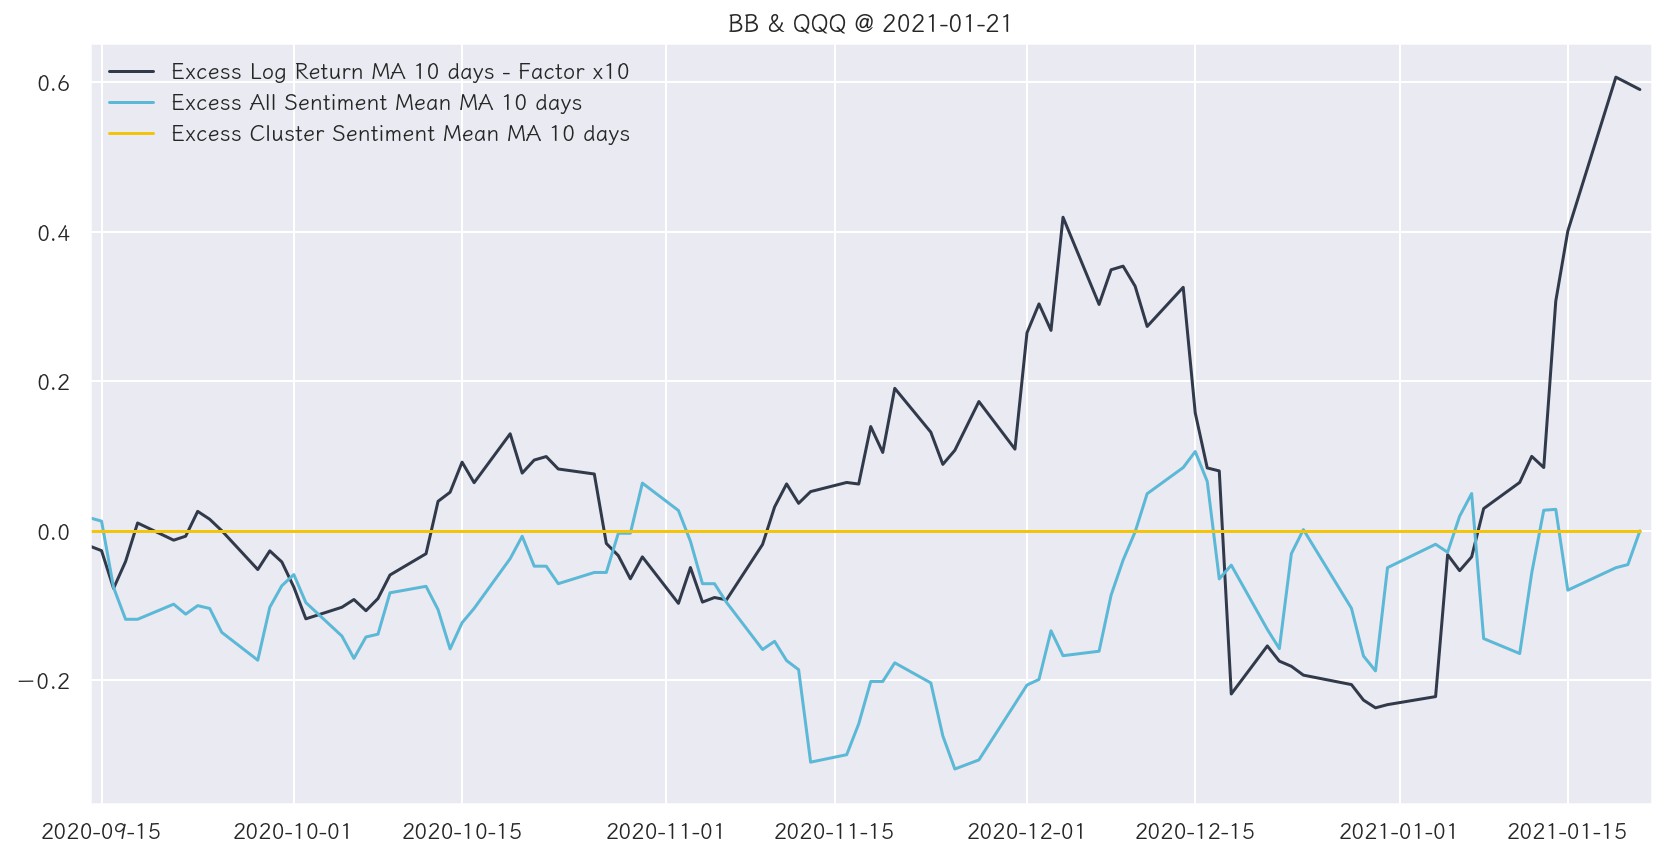 BB & QQQ @ 2021-01-21
Excess Log Return MA 10 days - Factor x10
Excess All Sentiment Mean MA 10 days
Excess Cluster Sentiment Mean MA 10 days
0.6
0.4
0.2
0.0
−0.2
2020-09-15 2020-10-01 2020-10-15 2020-11-01 2020-11-15 2020-12-01 2020-12-15 2021-01-01 2021-01-15